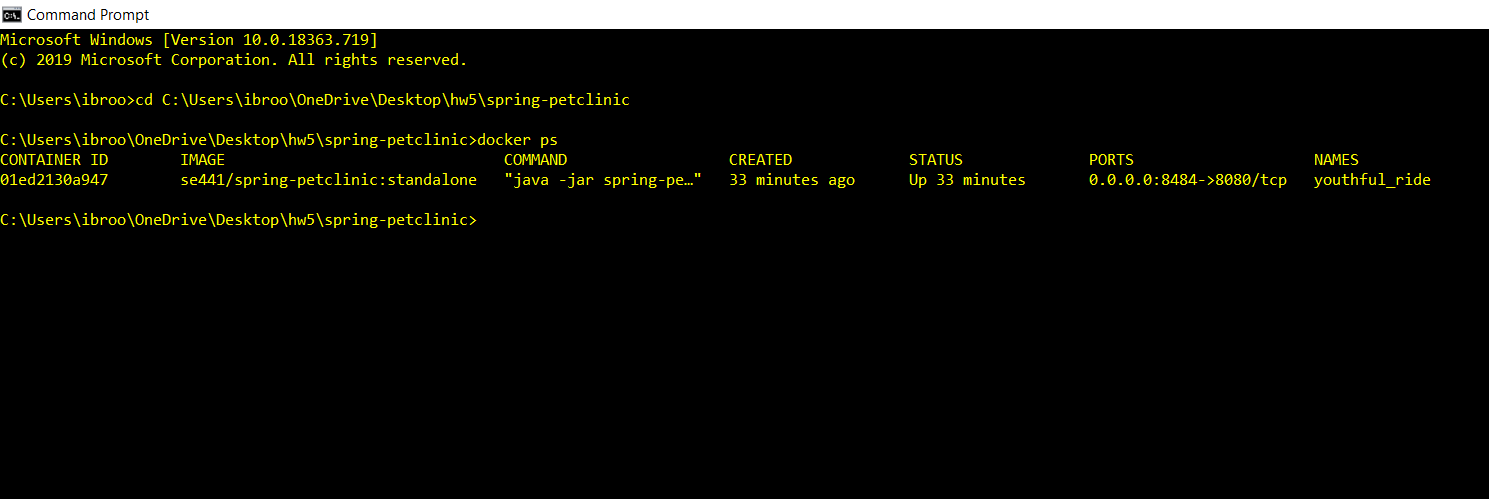 Command Prompt
Microsoft Windows [Version 10.0.18363.719]
(c) 2019 Microsoft Corporation. All rights reserved.
C:\Users\ibroo>cd C:\Users\ibroo\OneDrive\Desktop\hw5\spring-petclinic
C:\Users\ibroo\OneDrive\Desktop\hw5\spring-petclinic>docker ps
CONTAINER ID        IMAGE                               COMMAND                  CREATED             STATUS              PORTS                    NAMES
01ed2130a947        se441/spring-petclinic:standalone   "java -jar spring-pe…"   33 minutes ago      Up 33 minutes       0.0.0.0:8484->8080/tcp   youthful_ride
C:\Users\ibroo\OneDrive\Desktop\hw5\spring-petclinic>